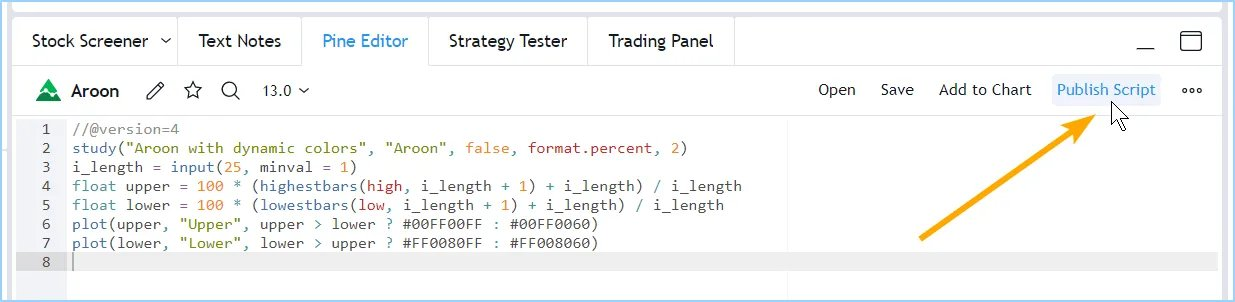 Stock Screener Text Notes Pine Editor Strategy Tester Trading Panel
Aroon 13.0 Open Save Add to Chart Publish Script
1 //@version=4
2 study("Aroon with dynamic colors", "Aroon", false, format.percent, 2)
3 i_length = input(25, minval = 1)
4 float upper = 100 * (highestbars(high, i_length + 1) + i_length) / i_length
5 float lower = 100 * (lowestbars(low, i_length + 1) + i_length) / i_length
6 plot(upper, "Upper", upper > lower ? #00FF00FF : #00FF0060)
7 plot(lower, "Lower", lower > upper ? #FF0080FF : #FF008060)
8